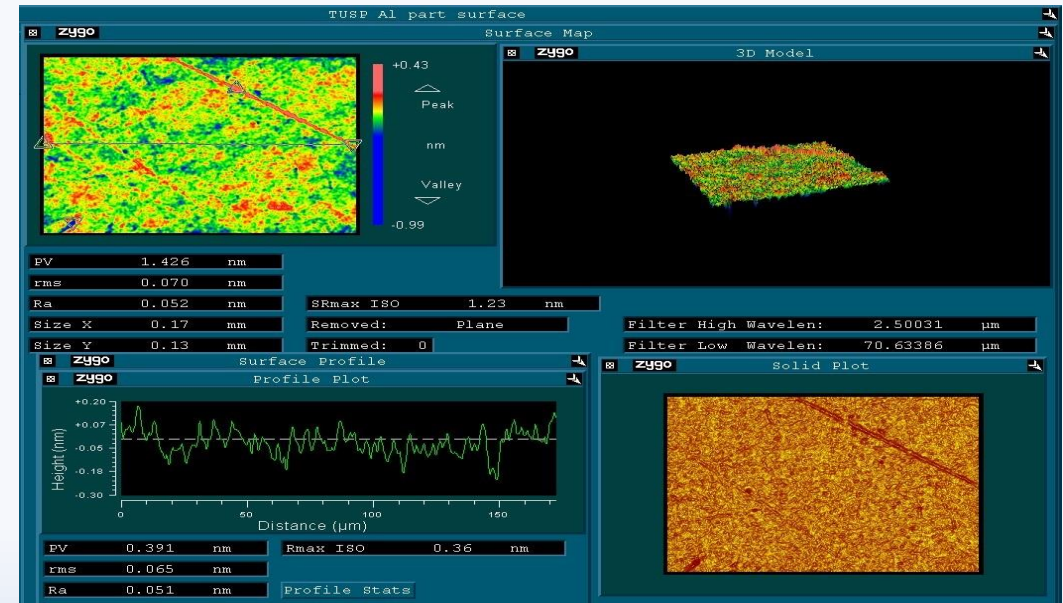 TUSP Al part surface
zygo Surface Map
zygo 3D Model
+0.43
Peak
nm
Valley
-0.99
PV 1.426 nm
rms 0.070 nm
Ra 0.052 nm
SRmax ISO 1.23 nm
Size X 0.17 mm
Removed: Plane
Filter High Wavelen: 2.50031 µm
Size Y 0.13 mm
Trimmed: 0
Filter Low Wavelen: 70.63386 µm
zygo Surface Profile
zygo Solid Plot
zygo Profile Plot
+0.20
+0.07
-0.05
-0.18
-0.30
Height (nm)
0 50 100 150
Distance (µm)
PV 0.391 nm
Rmax ISO 0.36 nm
rms 0.065 nm
Ra 0.051 nm
Profile Stats